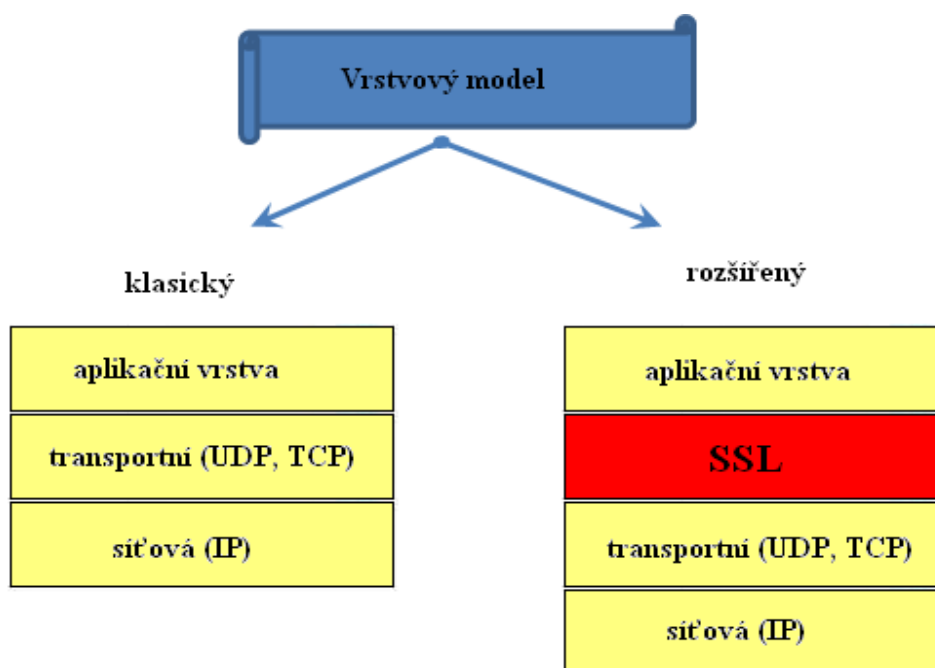 Vrstvový model
klasický
rozšířený
aplikační vrstva
transportní (UDP, TCP)
síťová (IP)
aplikační vrstva
SSL
transportní (UDP, TCP)
síťová (IP)